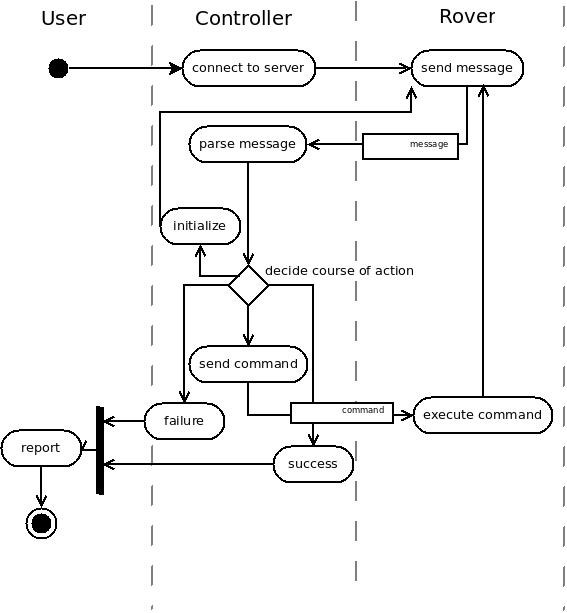 User
Controller
Rover
connect to server
send message
parse message
message
initialize
decide course of action
send command
command
failure
execute command
report
success